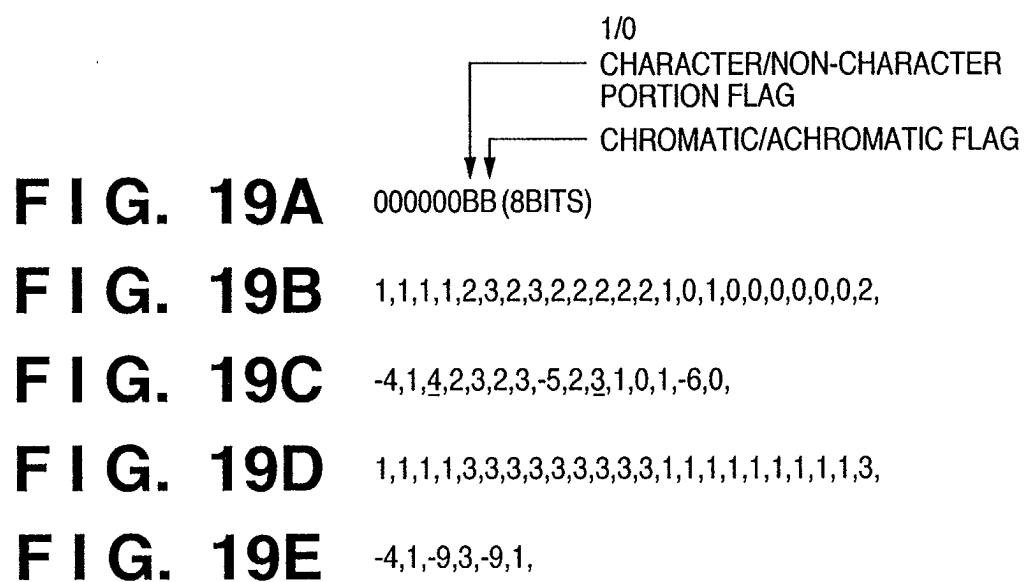 1/0
CHARACTER/NON-CHARACTER
PORTION FLAG
CHROMATIC/ACHROMATIC FLAG
FIG. 19A 000000BB (8BITS)
FIG. 19B 1,1,1,1,2,3,2,3,2,2,2,2,2,1,0,1,0,0,0,0,0,0,2,
FIG. 19C -4,1,4,2,3,2,3,-5,2,3,1,0,1,-6,0,
FIG. 19D 1,1,1,1,3,3,3,3,3,3,3,3,3,1,1,1,1,1,1,1,1,1,3,
FIG. 19E -4,1,-9,3,-9,1,